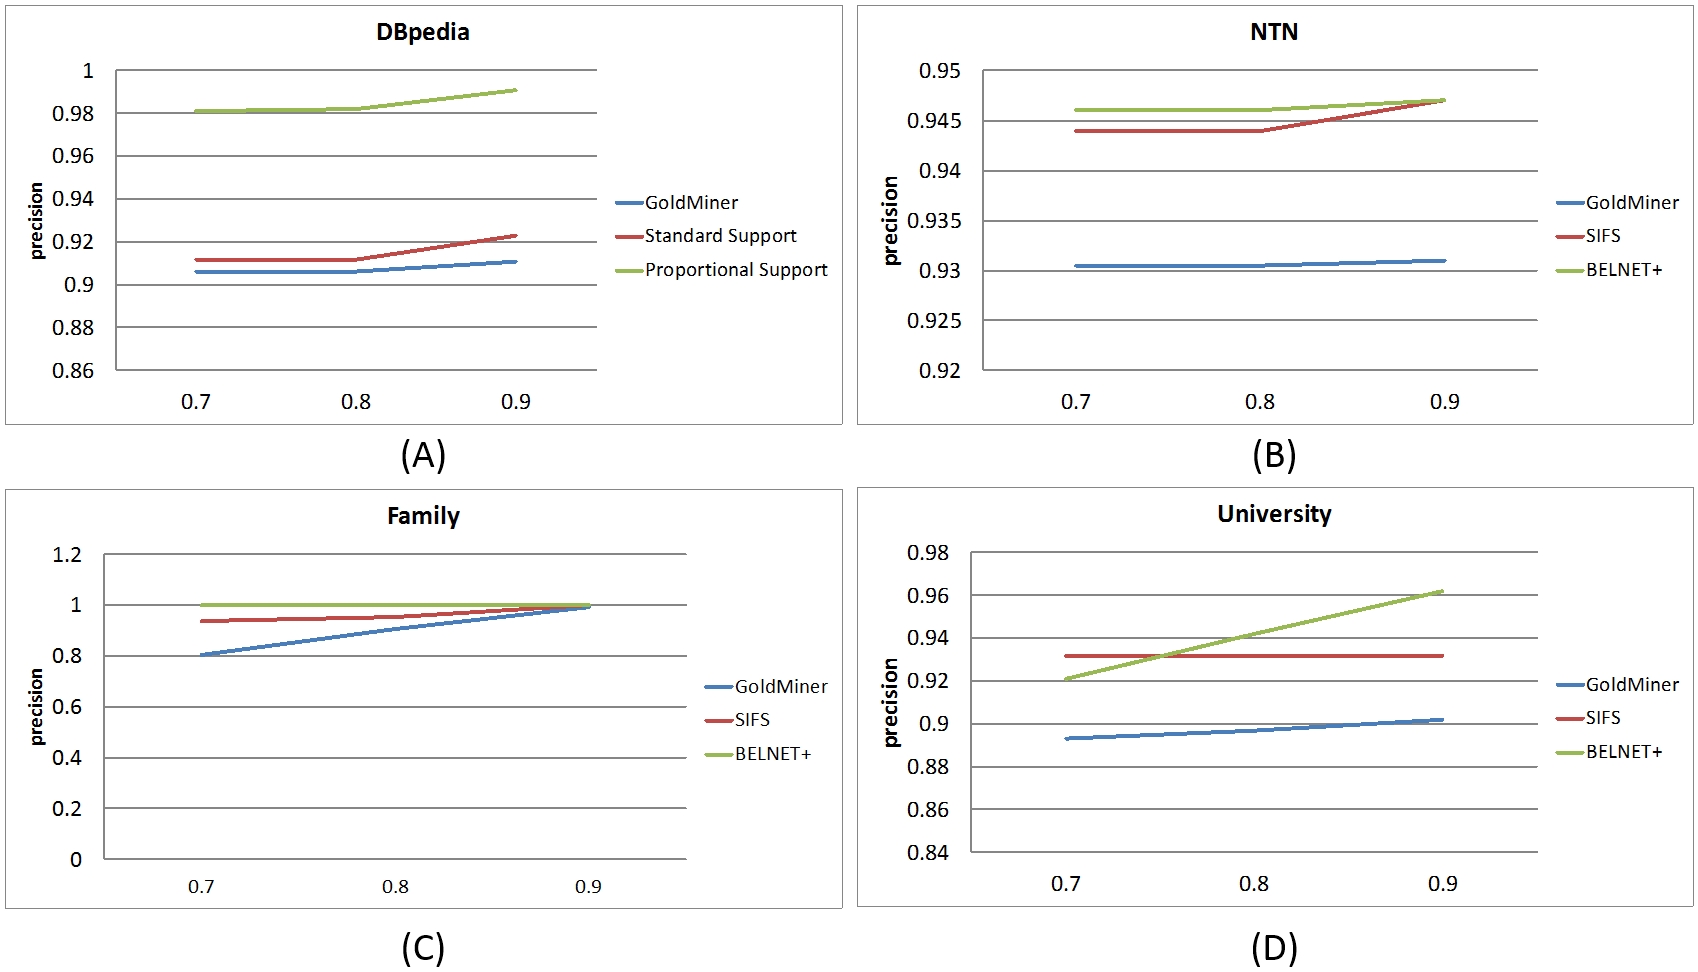 DBpedia
1
0.98
0.96
0.94
0.92
0.9
0.88
0.86
precision
0.7 0.8 0.9
GoldMiner
Standard Support
Proportional Support
(A)
NTN
0.95
0.945
0.94
0.935
0.93
0.925
0.92
precision
0.7 0.8 0.9
GoldMiner
SIFS
BELNET+
(B)
Family
1.2
1
0.8
0.6
0.4
0.2
0
precision
0.7 0.8 0.9
GoldMiner
SIFS
BELNET+
(C)
University
0.98
0.96
0.94
0.92
0.9
0.88
0.86
0.84
precision
0.7 0.8 0.9
GoldMiner
SIFS
BELNET+
(D)